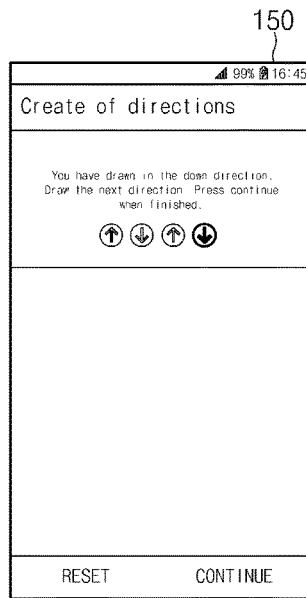 150
99% 16:45
Create of directions
You have drawn in the down direction.
Draw the next direction Press continue
when finished.
RESET CONTINUE